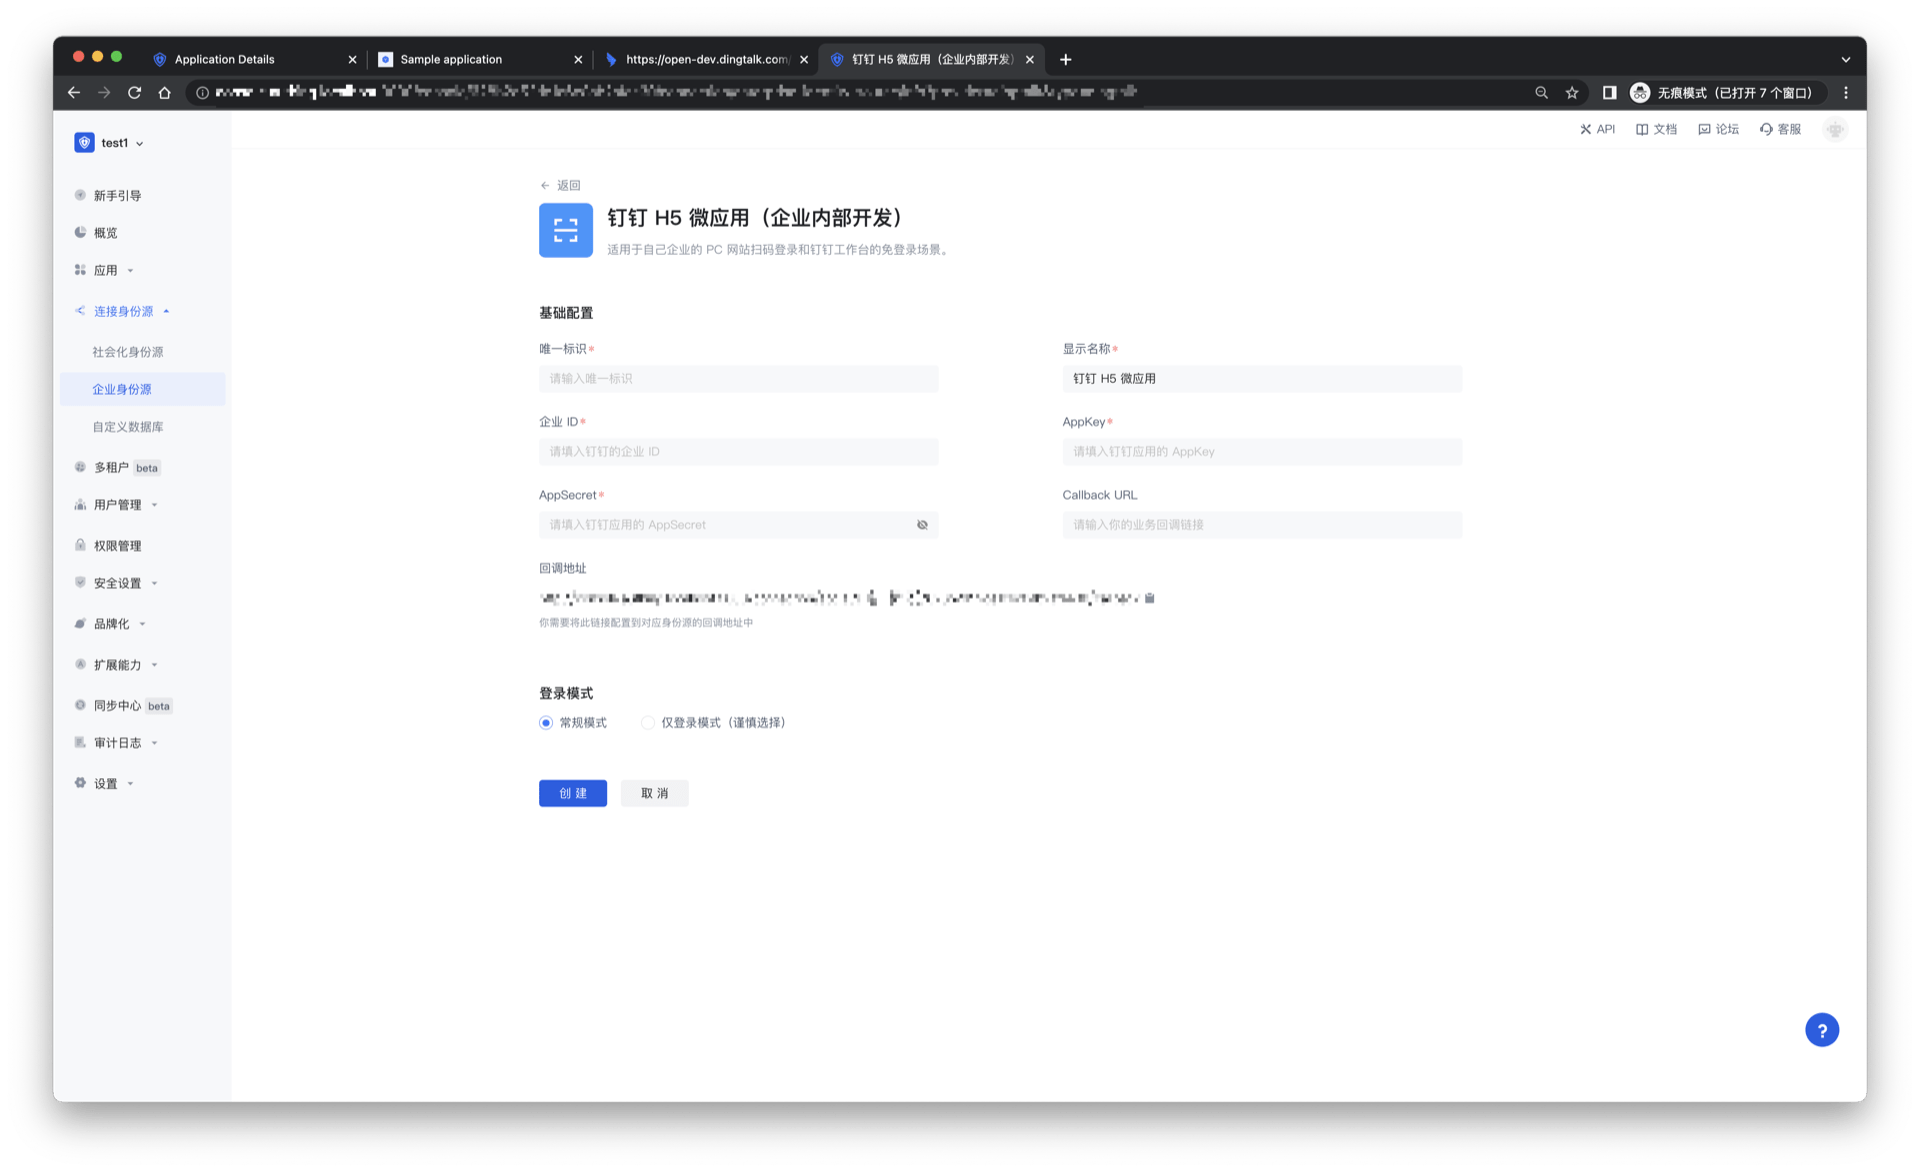 Application Details
Sample application
https://open-dev.dingtalk.com/
钉钉 H5 微应用（企业内部开发）
无痕模式（已打开 7 个窗口）
test1
API
文档
论坛
客服
新手引导
概览
应用
连接身份源
社会化身份源
企业身份源
自定义数据库
多租户 beta
用户管理
权限管理
安全设置
品牌化
扩展能力
同步中心 beta
审计日志
设置
返回
钉钉 H5 微应用（企业内部开发）
适用于自己企业的 PC 网站扫码登录和钉钉工作台的免登录场景。
基础配置
唯一标识*
请输入唯一标识
显示名称*
钉钉 H5 微应用
企业 ID*
请填入钉钉的企业 ID
AppKey*
请填入钉钉应用的 AppKey
AppSecret*
请填入钉钉应用的 AppSecret
Callback URL
请输入你的业务回调链接
回调地址
你需要将此链接配置到对应身份源的回调地址中
登录模式
常规模式
仅登录模式（谨慎选择）
创 建
取 消
?